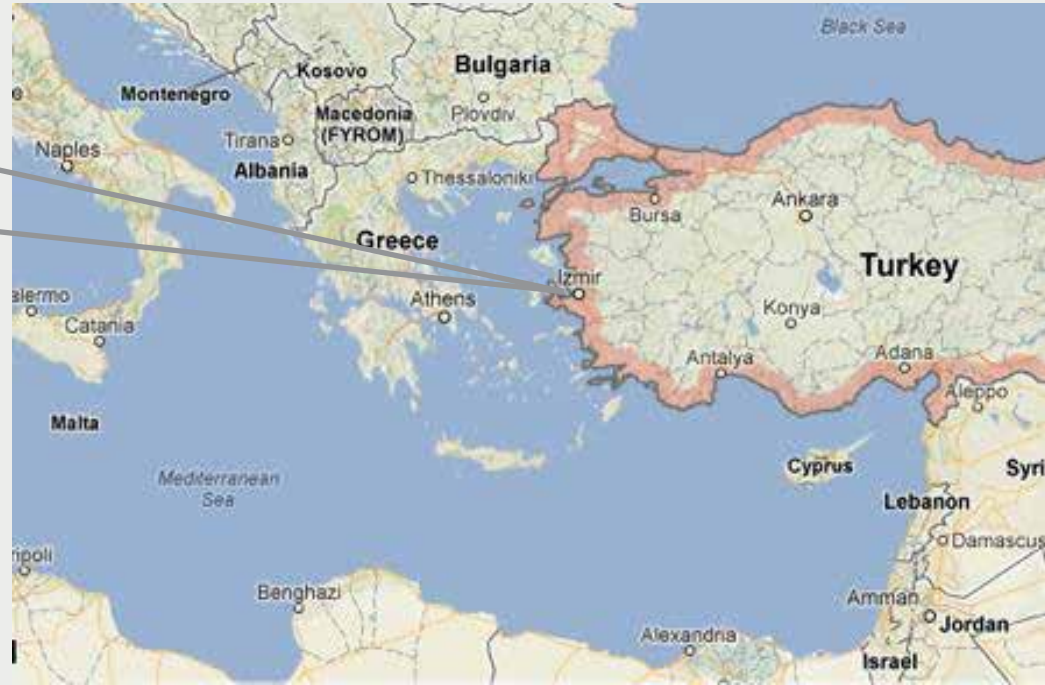 Black Sea
Kosovo
Bulgaria
Montenegro
Macedonia
(FYROM)
Plovdiv
Tirana
Naples
Albania
Thessaloniki
Bursa
Ankara
Greece
Turkey
Izmir
Athens
Konya
slermo
Catania
Antalya
Adana
Aleppo
Malta
Cyprus
Syri
Mediterranean
Sea
Lebanon
Damascus
ripoli
Benghazi
Amman
Jordan
Alexandria
Israel